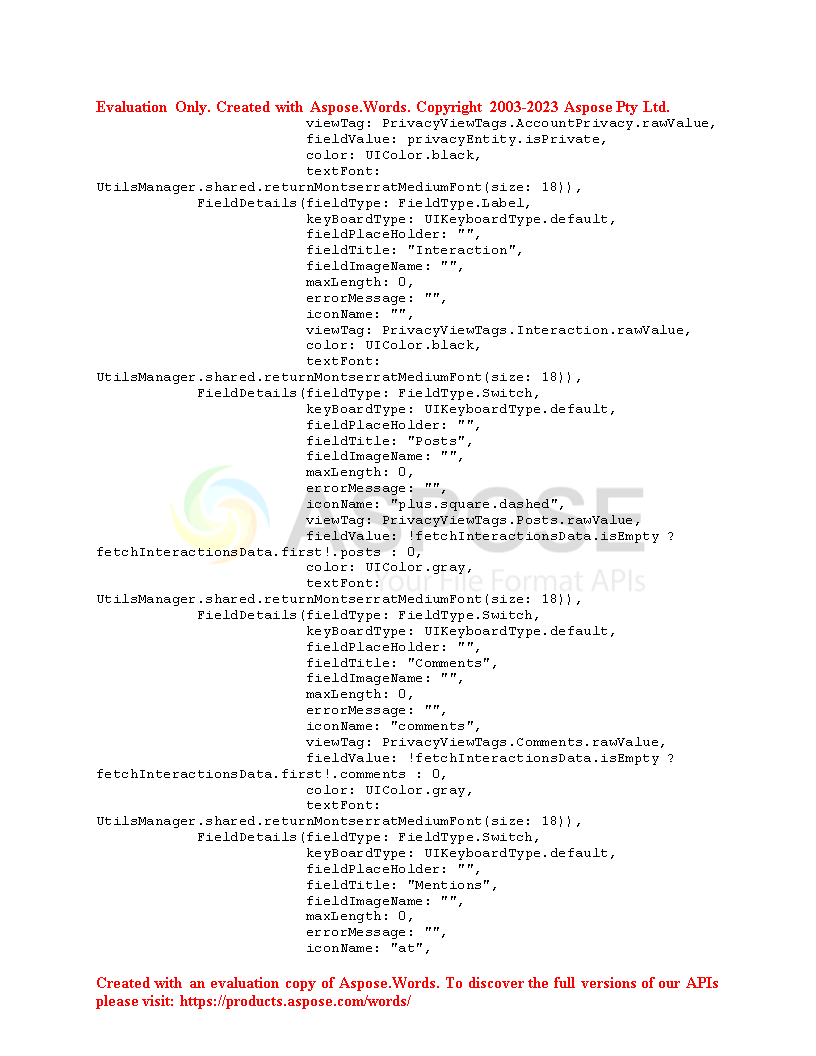 Evaluation Only. Created with Aspose.Words. Copyright 2003-2023 Aspose Pty Ltd.
viewTag: PrivacyViewTags.AccountPrivacy.rawValue,
fieldValue: privacyEntity.isPrivate,
color: UIColor.black,
textFont:
UtilsManager.shared.returnMontserratMediumFont(size: 18)),
FieldDetails(fieldType: FieldType.Label,
keyBoardType: UIKeyboardType.default,
fieldPlaceHolder: "",
fieldTitle: "Interaction",
fieldImageName: "",
maxLength: 0,
errorMessage: "",
iconName: "",
viewTag: PrivacyViewTags.Interaction.rawValue,
color: UIColor.black,
textFont:
UtilsManager.shared.returnMontserratMediumFont(size: 18)),
FieldDetails(fieldType: FieldType.Switch,
keyBoardType: UIKeyboardType.default,
fieldPlaceHolder: "",
fieldTitle: "Posts",
fieldImageName: "",
maxLength: 0,
errorMessage: "",
iconName: "plus.square.dashed",
ASPOSE
viewTag: PrivacyViewTags.Posts.rawValue,
fieldValue: !fetchInteractionsData.isEmpty ?
fetchInteractionsData.first!.posts : 0,
color: UIColor.gray,
Your File Format APIs
textFont:
UtilsManager.shared.returnMontserratMediumFont(size: 18)),
FieldDetails(fieldType: FieldType.Switch,
keyBoardType: UIKeyboardType.default,
fieldPlaceHolder: "",
fieldTitle: "Comments",
fieldImageName: "",
maxLength: 0,
errorMessage: "",
iconName: "comments",
viewTag: PrivacyViewTags.Comments.rawValue,
fieldValue: !fetchInteractionsData.isEmpty ?
fetchInteractionsData.first!.comments : 0,
color: UIColor.gray,
textFont:
UtilsManager.shared.returnMontserratMediumFont(size: 18)),
FieldDetails(fieldType: FieldType.Switch,
keyBoardType: UIKeyboardType.default,
fieldPlaceHolder: "",
fieldTitle: "Mentions",
fieldImageName: "",
maxLength: 0,
errorMessage: "",
iconName: "at",
Created with an evaluation copy of Aspose.Words. To discover the full versions of our APIs
please visit: https://products.aspose.com/words/